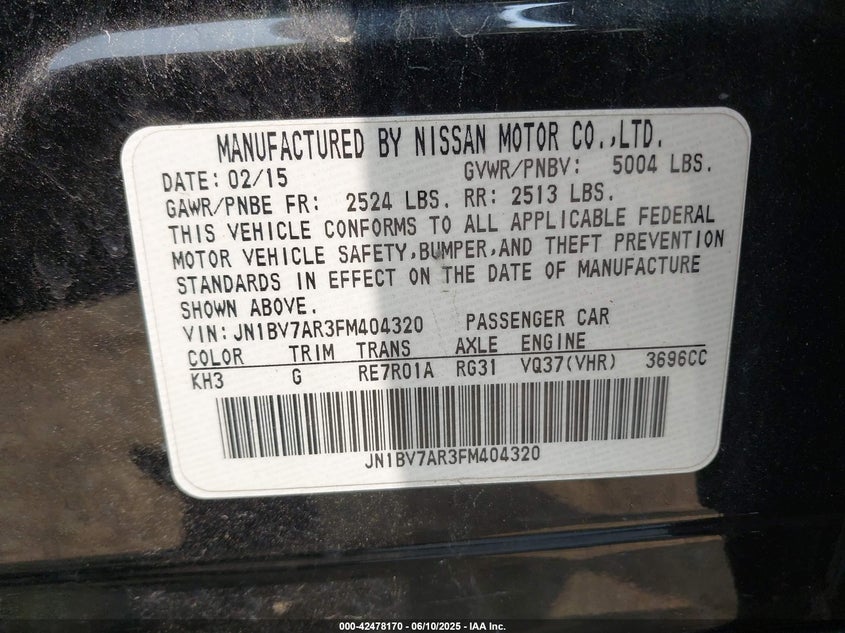 MANUFACTURED BY NISSAN MOTOR CO.,LTD.
DATE: 02/15 GVWR/PNBV: 5004 LBS.
GAWR/PNBE FR: 2524 LBS. RR: 2513 LBS.
THIS VEHICLE CONFORMS TO ALL APPLICABLE FEDERAL
MOTOR VEHICLE SAFETY,BUMPER,AND THEFT PREVENTION
STANDARDS IN EFFECT ON THE DATE OF MANUFACTURE
SHOWN ABOVE.
VIN: JN1BV7AR3FM404320 PASSENGER CAR
COLOR TRIM TRANS AXLE ENGINE
KH3 G RE7R01A RG31 VQ37(VHR) 3696CC
JN1BV7AR3FM404320
000-42478170 - 06/10/2025 - IAA Inc.